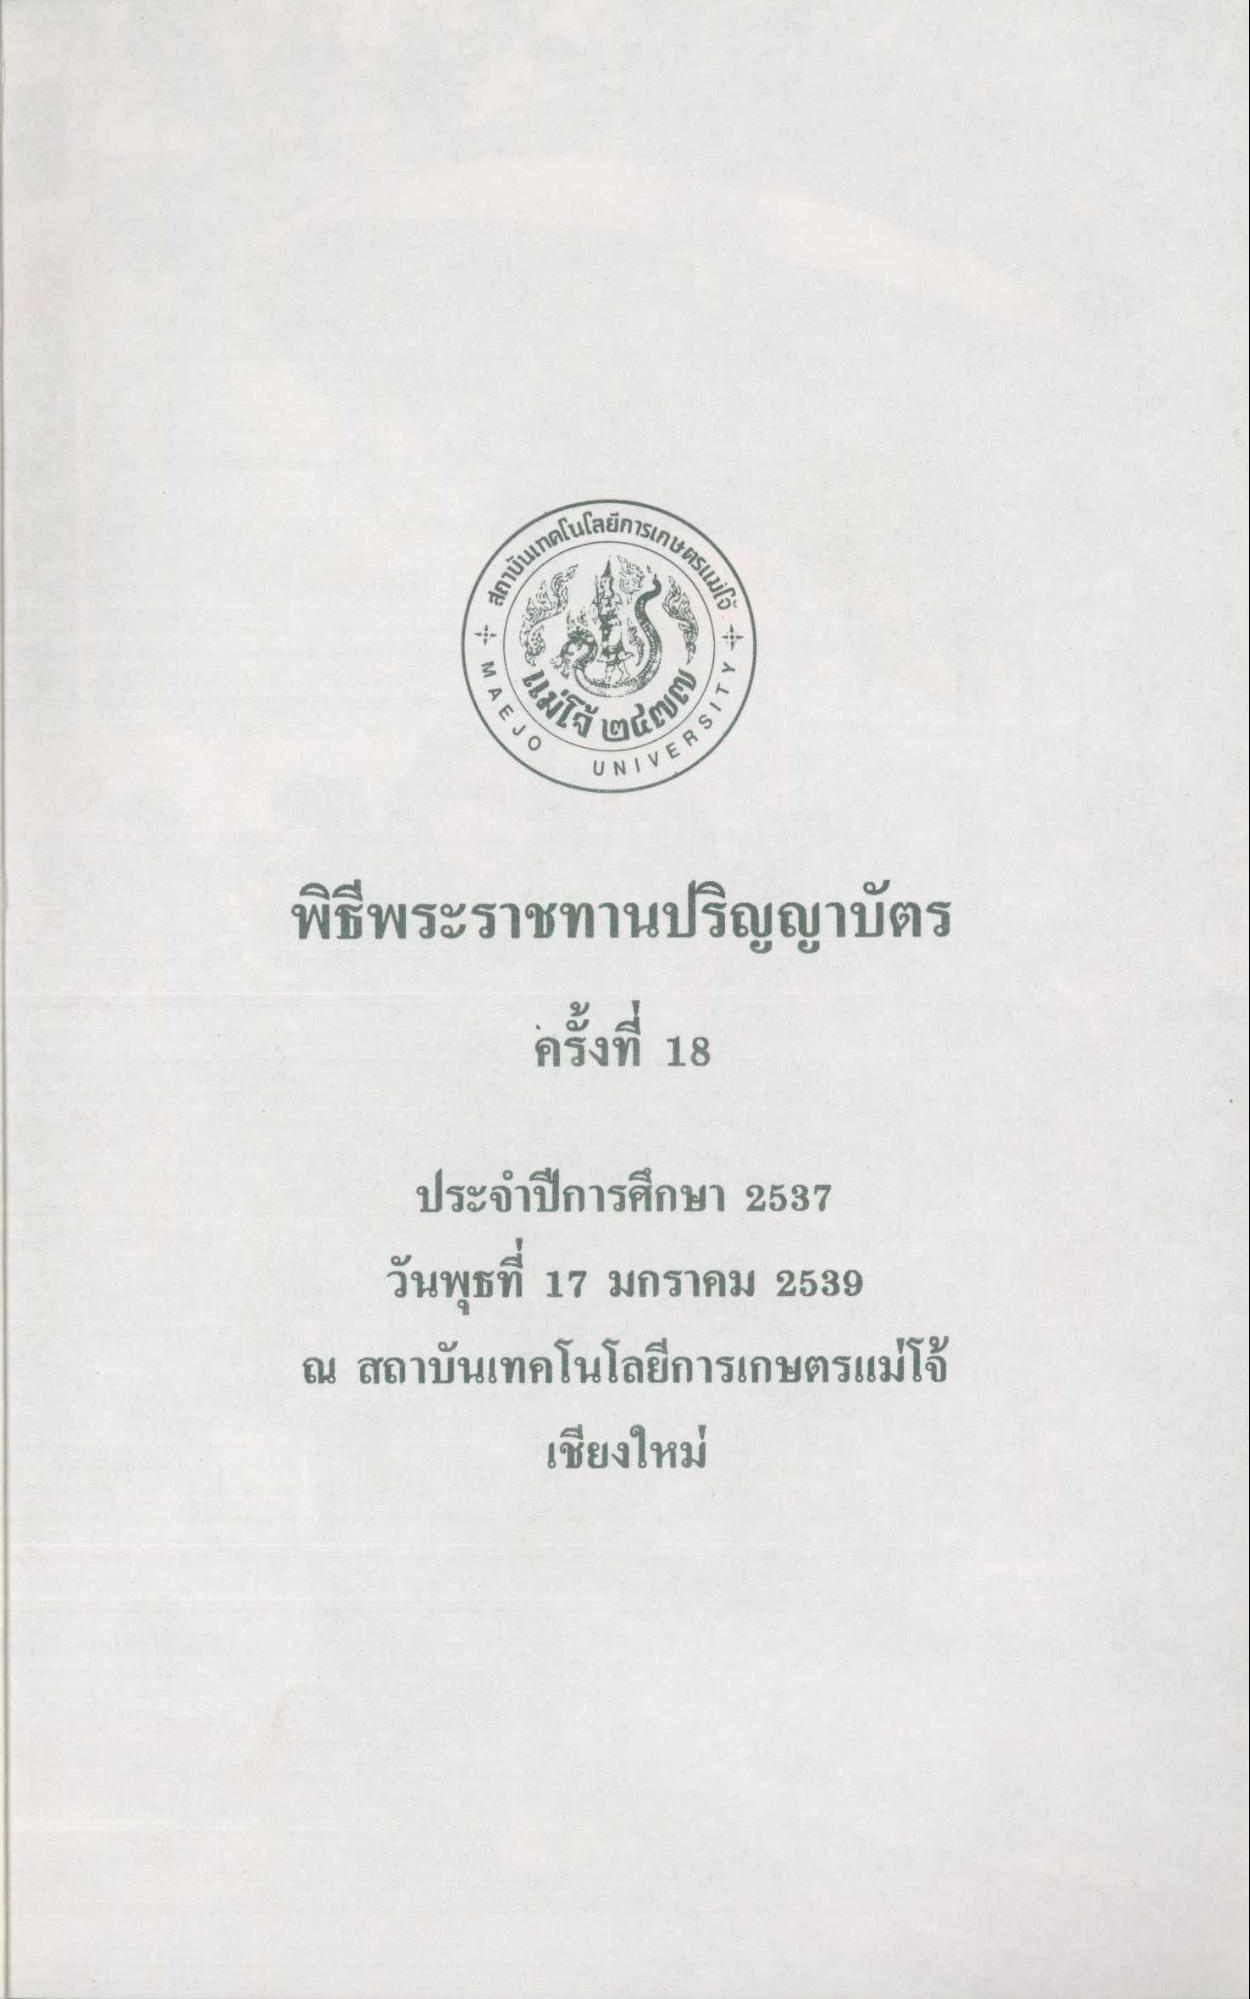 สถาบันเทคโนโลยีการเกษตรแม่โจ้
แม่โจ้ ๒๔๗๗
MAEJO UNIVERSITY
พิธีพระราชทานปริญญาบัตร
ครั้งที่ 18
ประจำปีการศึกษา 2537
วันพุธที่ 17 มกราคม 2539
ณ สถาบันเทคโนโลยีการเกษตรแม่โจ้
เชียงใหม่